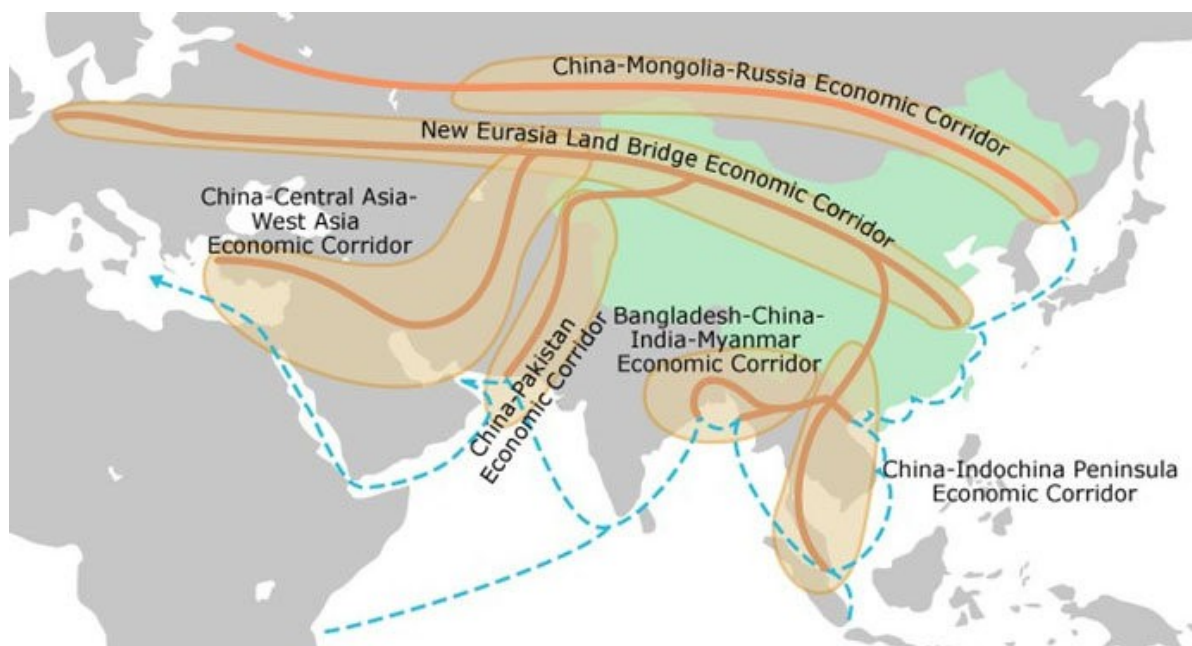 China-Mongolia-Russia Economic Corridor
New Eurasia Land Bridge Economic Corridor
China-Central Asia-
West Asia
Economic Corridor
China-Pakistan
Economic Corridor
Bangladesh-China-
India-Myanmar
Economic Corridor
China-Indochina Peninsula
Economic Corridor